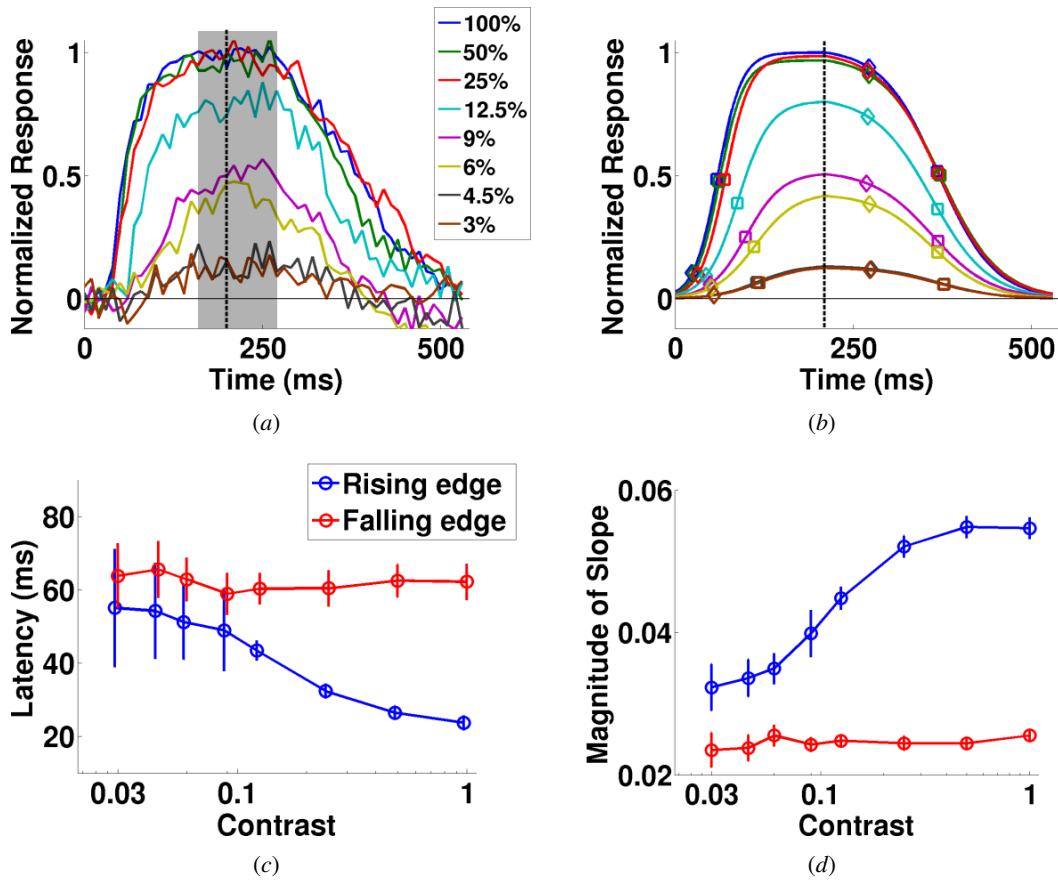 1
0.5
0
Normalized Response
0
250
500
Time (ms)
100%
50%
25%
12.5%
9%
6%
4.5%
3%
(a)
1
0.5
0
Normalized Response
0
250
500
Time (ms)
(b)
80
60
40
20
Latency (ms)
Rising edge
Falling edge
0.03
0.1
1
Contrast
(c)
0.06
0.04
0.02
Magnitude of Slope
0.03
0.1
1
Contrast
(d)